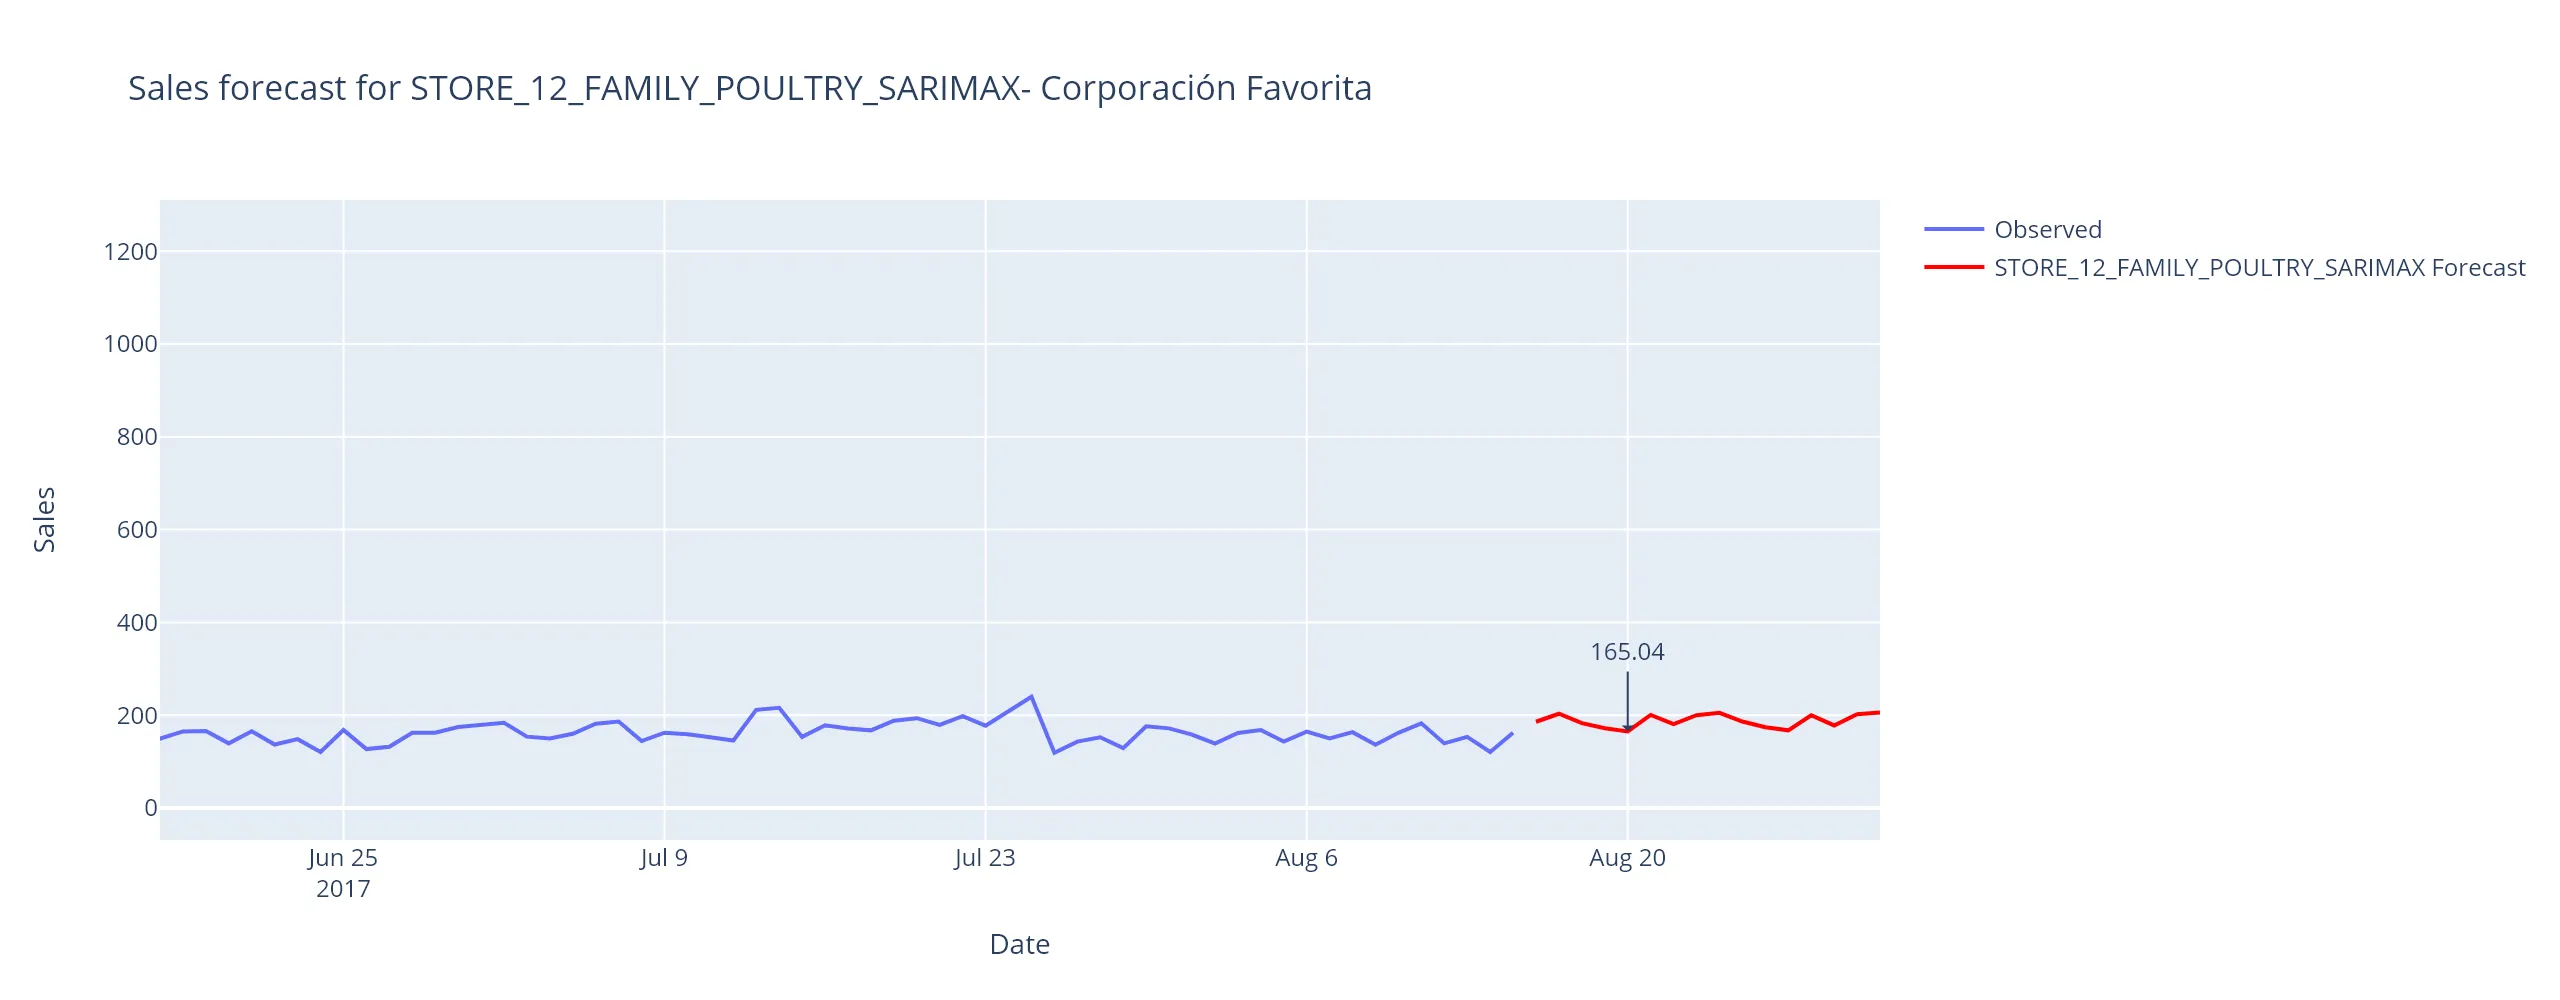 Sales forecast for STORE_12_FAMILY_POULTRY_SARIMAX- Corporación Favorita
Observed
STORE_12_FAMILY_POULTRY_SARIMAX Forecast
1200
1000
800
600
400
200
0
Sales
165.04
Jun 25
2017
Jul 9
Jul 23
Aug 6
Aug 20
Date